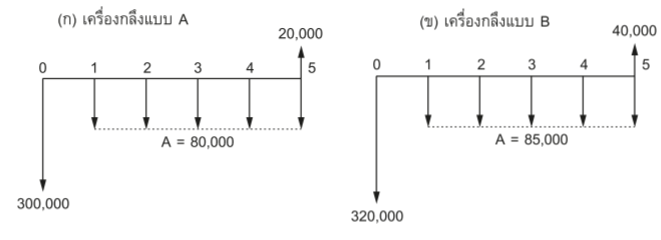 (ก) เครื่องกลึงแบบ A
20,000
0 1 2 3 4 5
A = 80,000
300,000
(ข) เครื่องกลึงแบบ B
40,000
0 1 2 3 4 5
A = 85,000
320,000